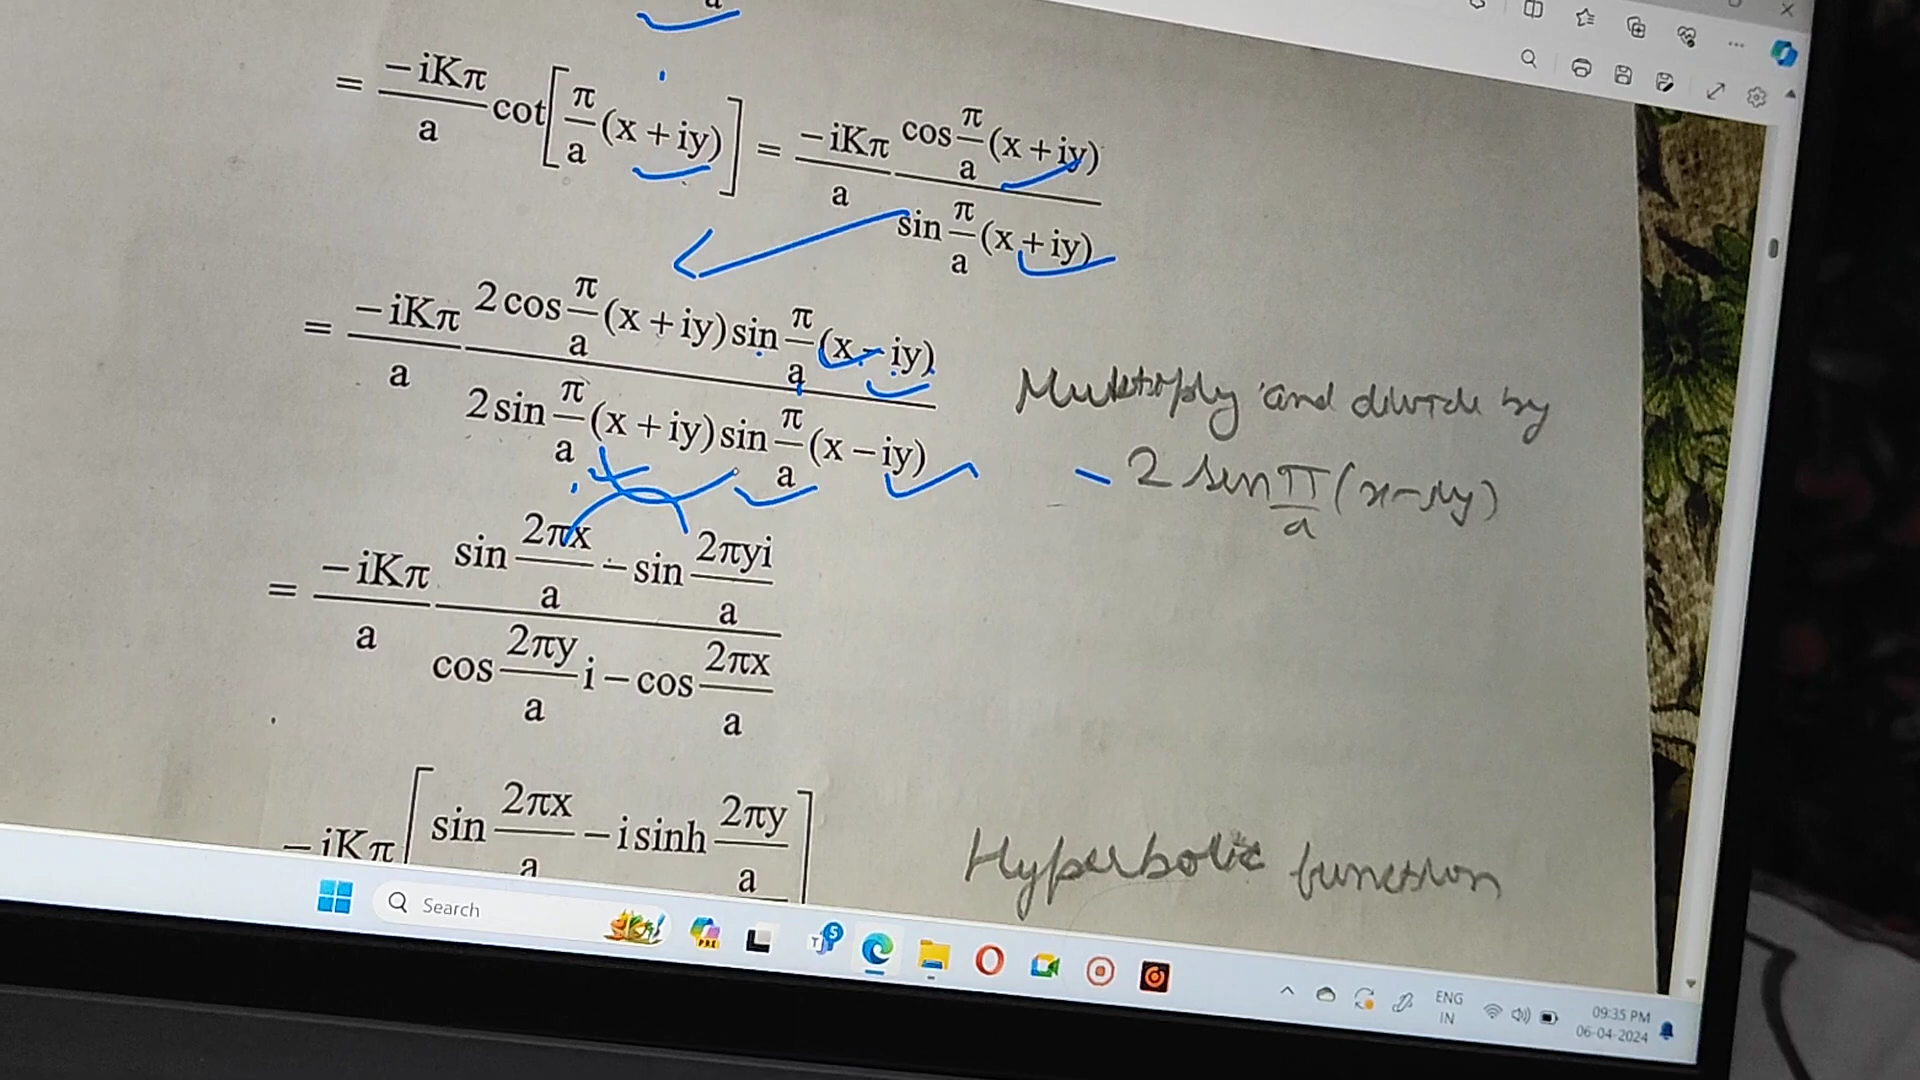 = -iKπ/a cot[π/a (x + iy)] = -iKπ/a cos π/a (x + iy) / sin π/a (x + iy)
= -iKπ/a 2 cos π/a (x + iy) sin π/a (x - iy) / 2 sin π/a (x + iy) sin π/a (x - iy)
Multiply and divide by
2 sin π/a (x-iy)
= -iKπ/a sin 2πx/a - sin 2πyi/a / cos 2πy/a i - cos 2πx/a
-iKπ [sin 2πx/a - i sinh 2πy/a]
Hyperbolic function
Search
PRE
5
ENG
IN
09:35 PM
06-04-2024